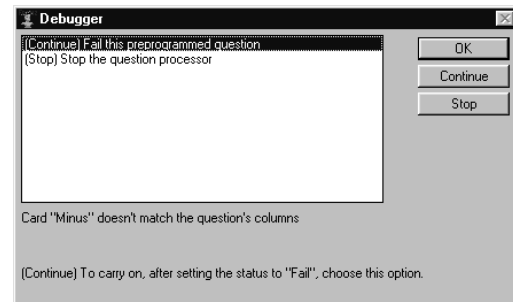 Debugger
(Continue) Fail this preprogrammed question
(Stop) Stop the question processor
OK
Continue
Stop
Card "Minus" doesn't match the question's columns
(Continue) To carry on, after setting the status to "Fail", choose this option.